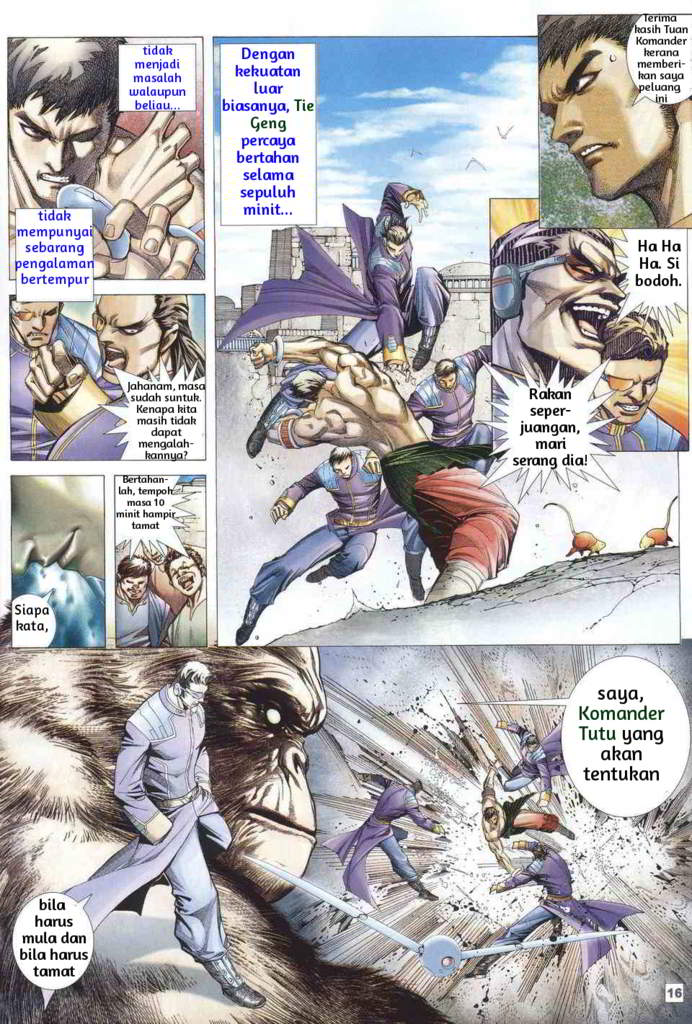 tidak
menjadi
masalah
walaupun
beliau...
tidak
mempunyai
sebarang
pengalaman
bertempur
Dengan
kekuatan
luar
biasanya, Tie
Geng
percaya
bertahan
selama
sepuluh
minit...
Terima
kasih Tuan
Komander
kerana
memberi-
kan saya
peluang
ini
Ha Ha
Ha. Si
bodoh.
Rakan
seper-
juangan,
mari
serang dia!
Jahanam, masa
sudah suntuk.
Kenapa kita
masih tidak
dapat
mengalah-
kannya?
Bertahan-
lah, tempoh
masa 10
minit hampir
tamat
Siapa
kata,
saya,
Komander
Tutu yang
akan
tentukan
bila
harus
mula dan
bila harus
tamat
16